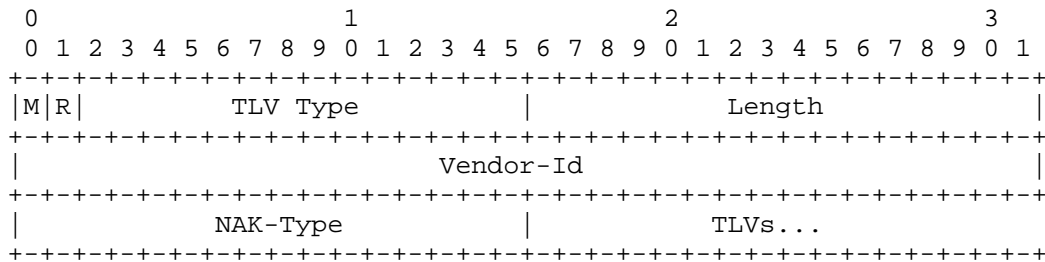 0                   1                   2                   3
 0 1 2 3 4 5 6 7 8 9 0 1 2 3 4 5 6 7 8 9 0 1 2 3 4 5 6 7 8 9 0 1
+-+-+-+-+-+-+-+-+-+-+-+-+-+-+-+-+-+-+-+-+-+-+-+-+-+-+-+-+-+-+-+-+
|M|R|         TLV Type          |            Length             |
+-+-+-+-+-+-+-+-+-+-+-+-+-+-+-+-+-+-+-+-+-+-+-+-+-+-+-+-+-+-+-+-+
|                          Vendor-Id                            |
+-+-+-+-+-+-+-+-+-+-+-+-+-+-+-+-+-+-+-+-+-+-+-+-+-+-+-+-+-+-+-+-+
|            NAK-Type           |           TLVs...
+-+-+-+-+-+-+-+-+-+-+-+-+-+-+-+-+-+-+-+-+-+-+-+-+-+-+-+-+-+-+-+-+